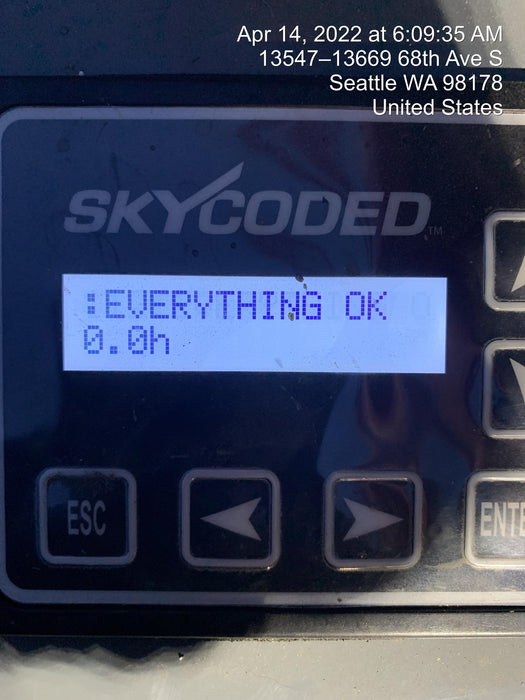 Apr 14, 2022 at 6:09:35 AM
13547–13669 68th Ave S
Seattle WA 98178
United States
SKYCODED™
:EVERYTHING OK
0.0h
ESC
ENTE